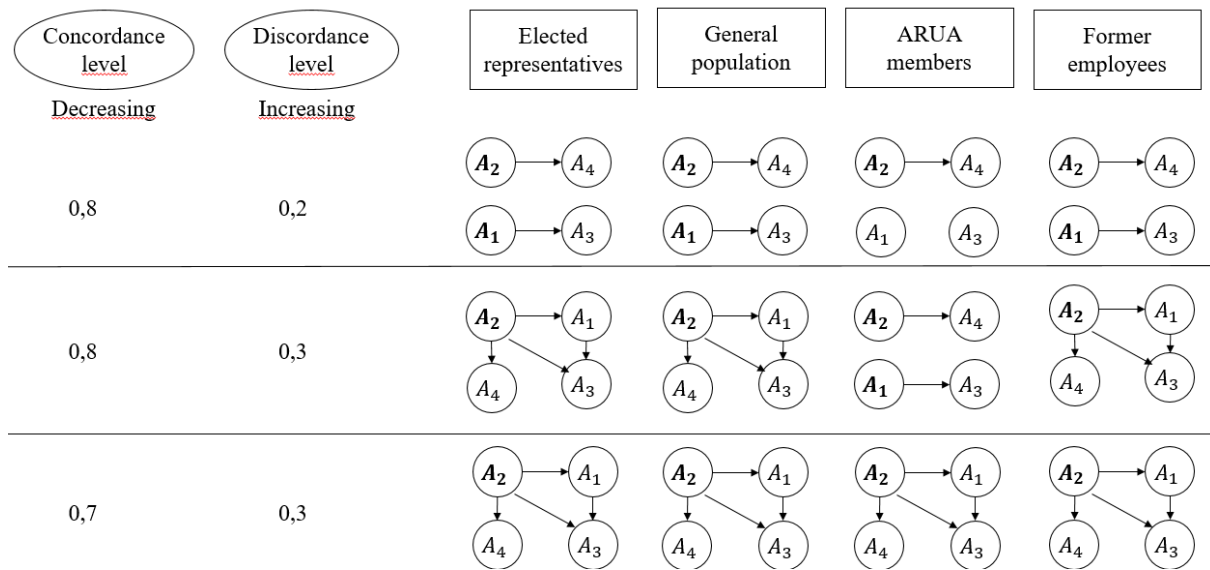 Concordance
level
Discordance
level
Elected
representatives
General
population
ARUA
members
Former
employees
Decreasing
Increasing
A₂ A₄ A₂ A₄ A₂ A₄ A₂ A₄
0,8 0,2
A₁ A₃ A₁ A₃ A₁ A₃ A₁ A₃
A₂ A₁ A₂ A₁ A₂ A₄ A₂ A₁
0,8 0,3
A₄ A₃ A₄ A₃ A₁ A₃ A₄ A₃
A₂ A₁ A₂ A₁ A₂ A₁ A₂ A₁
0,7 0,3
A₄ A₃ A₄ A₃ A₄ A₃ A₄ A₃